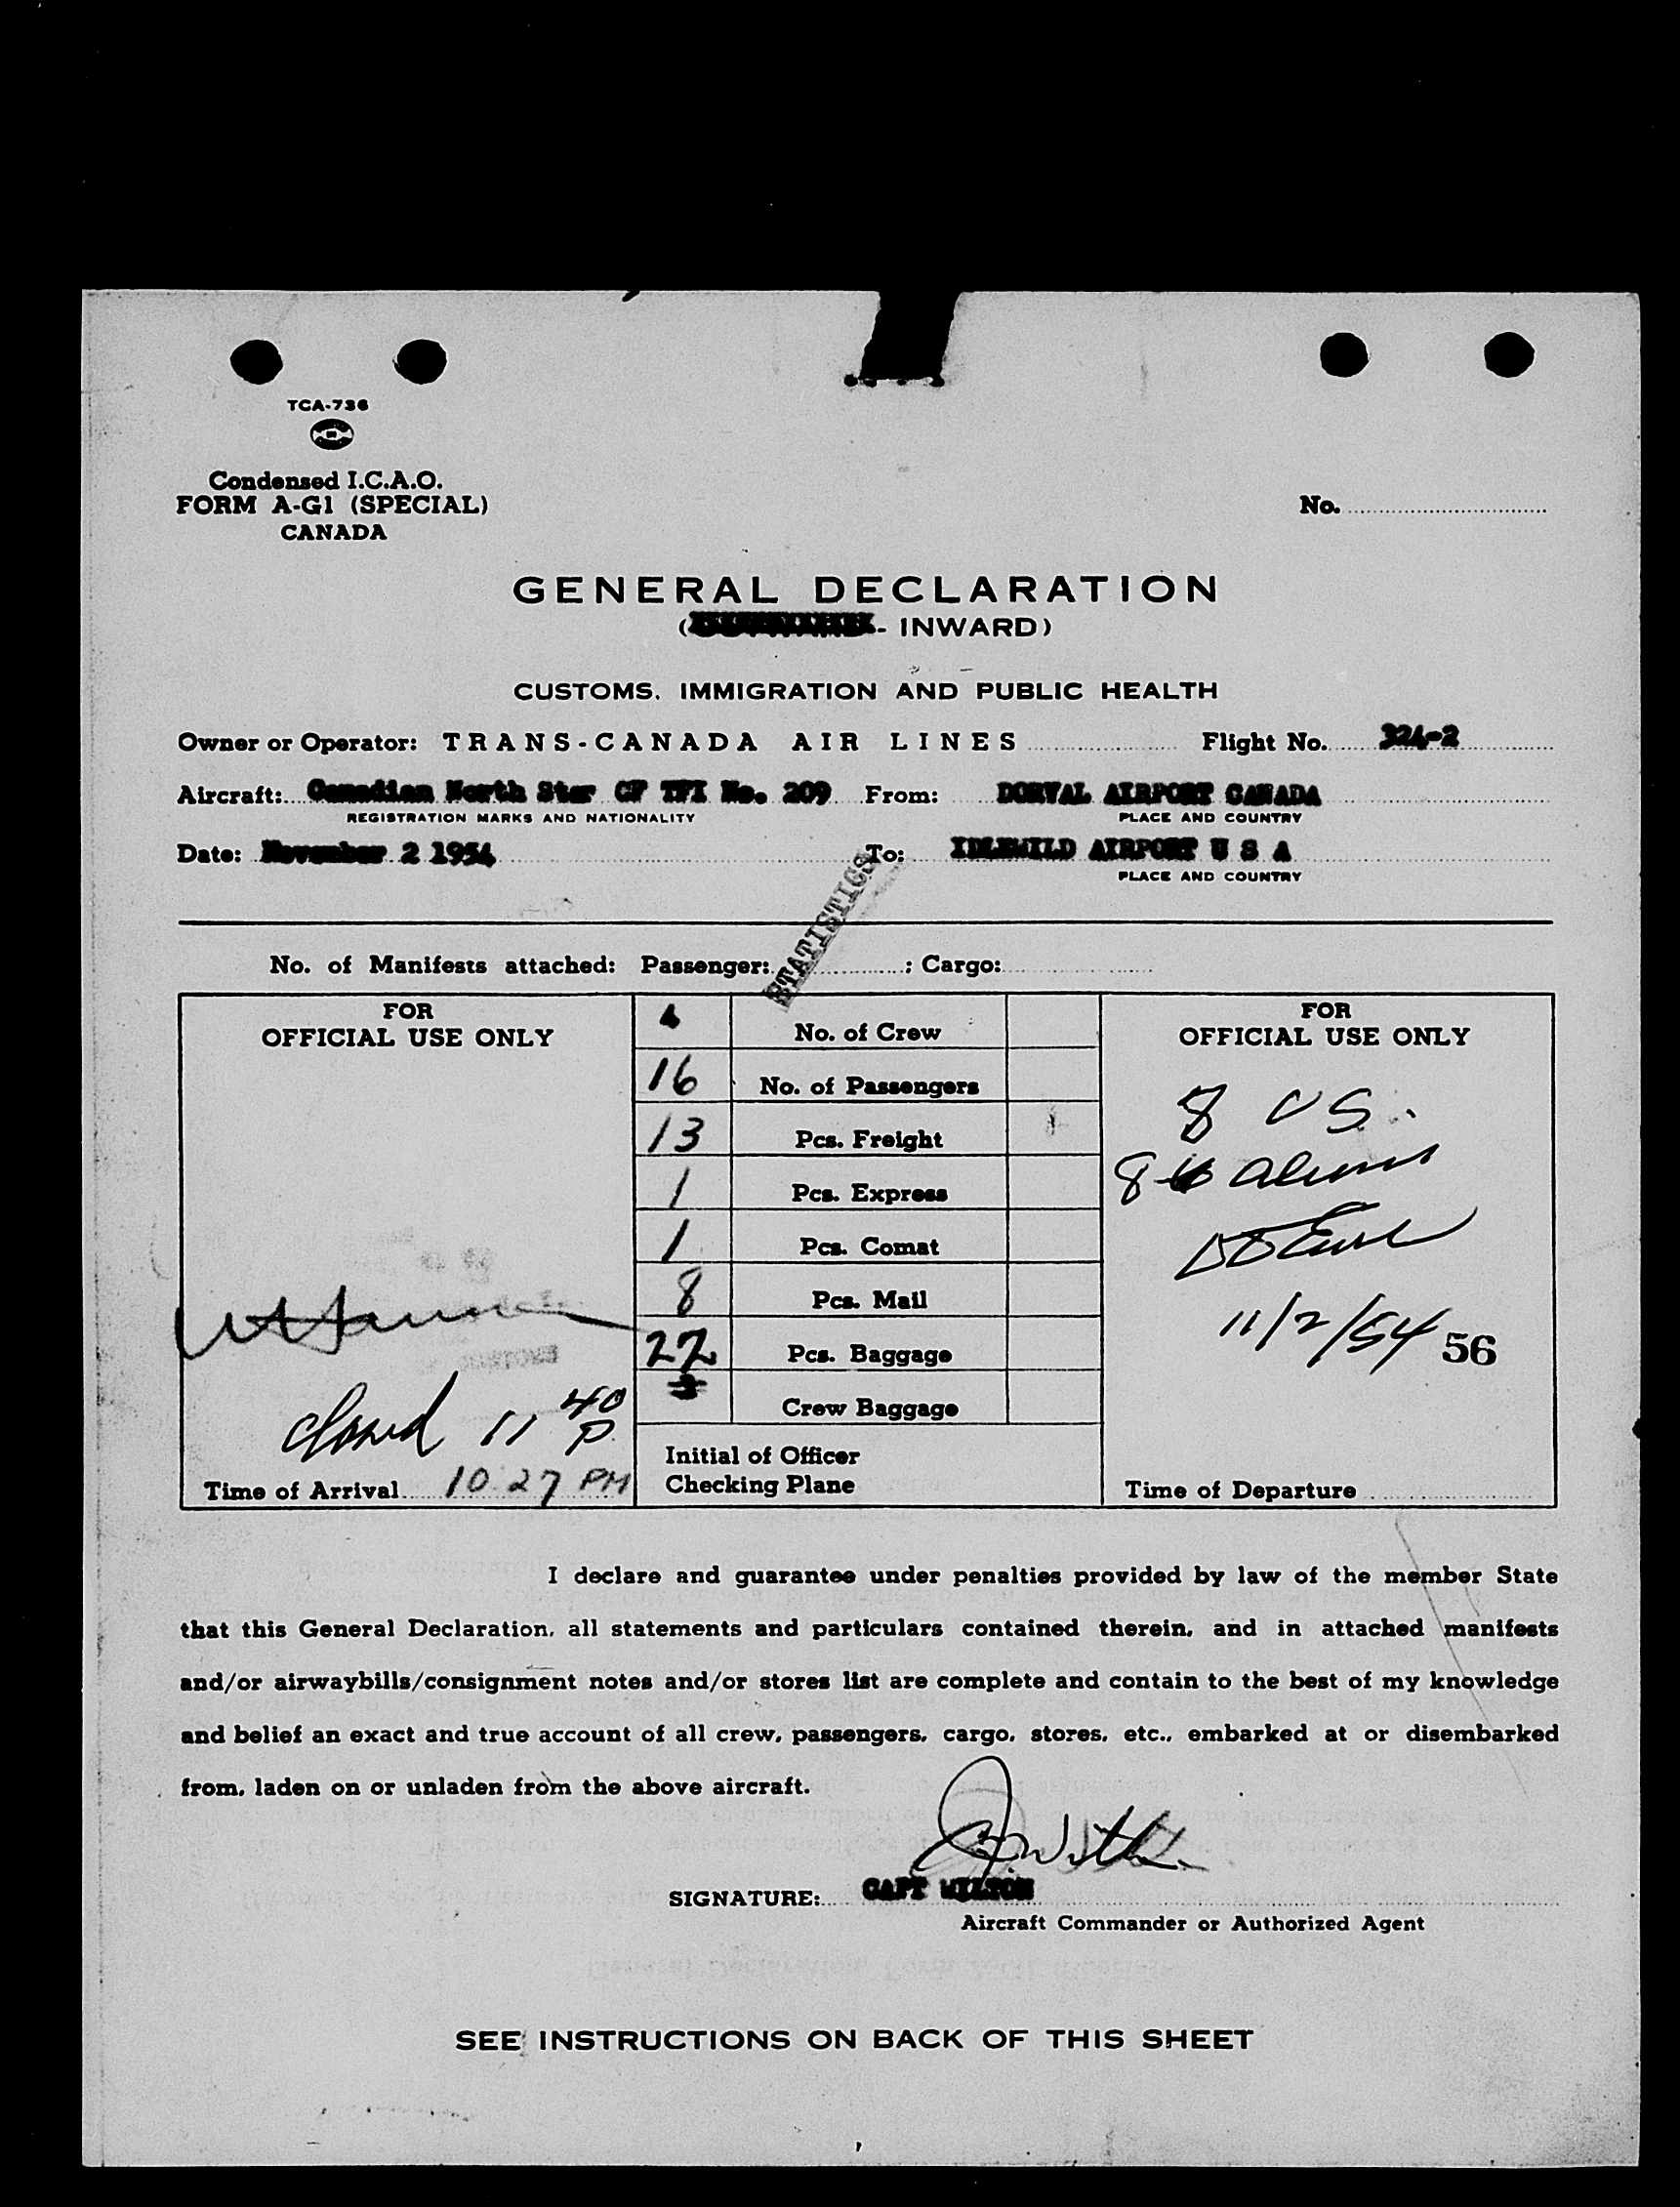 TCA-736
Condensed I.C.A.O.
FORM A-G1 (SPECIAL)
CANADA
No.
GENERAL DECLARATION
( - INWARD)
CUSTOMS, IMMIGRATION AND PUBLIC HEALTH
Owner or Operator: TRANS-CANADA AIR LINES Flight No. 324-2
Aircraft: Canadian North Star CF TFI No. 209 From: DORVAL AIRPORT CANADA
REGISTRATION MARKS AND NATIONALITY PLACE AND COUNTRY
Date: November 2 1954 To: IDLEWILD AIRPORT U S A
PLACE AND COUNTRY
STATISTICS
No. of Manifests attached: Passenger: ; Cargo:
FOR
OFFICIAL USE ONLY
closed 11 40 P.
Time of Arrival 10:27 PM
4 No. of Crew
16 No. of Passengers
13 Pcs. Freight
1 Pcs. Express
1 Pcs. Comat
8 Pcs. Mail
22 Pcs. Baggage
3 Crew Baggage
Initial of Officer
Checking Plane
FOR
OFFICIAL USE ONLY
8 US.
8 aliens
11/2/54 56
Time of Departure
I declare and guarantee under penalties provided by law of the member State
that this General Declaration, all statements and particulars contained therein, and in attached manifests
and/or airwaybills/consignment notes and/or stores list are complete and contain to the best of my knowledge
and belief an exact and true account of all crew, passengers, cargo, stores, etc., embarked at or disembarked
from, laden on or unladen from the above aircraft.
SIGNATURE: CAPT WILTON
Aircraft Commander or Authorized Agent
SEE INSTRUCTIONS ON BACK OF THIS SHEET